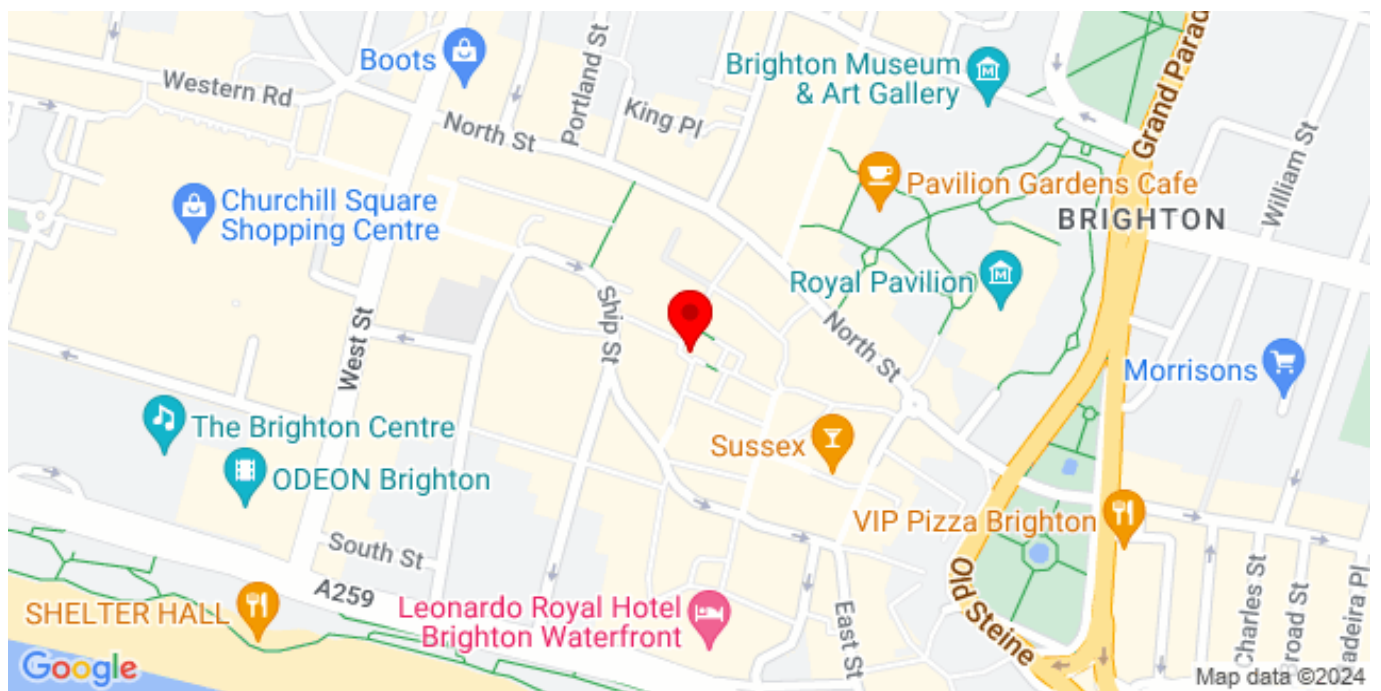 Boots
Western Rd
Portland St
King Pl
North St
Brighton Museum
& Art Gallery
Grand Parad
William St
Pavilion Gardens Cafe
BRIGHTON
Churchill Square
Shopping Centre
Royal Pavilion
Ship St
West St
North St
Morrisons
The Brighton Centre
Sussex
ODEON Brighton
VIP Pizza Brighton
South St
A259
SHELTER HALL
Leonardo Royal Hotel
Brighton Waterfront
East St
Old Steine
Charles St
road St
adeira Pl
Google
Map data ©2024